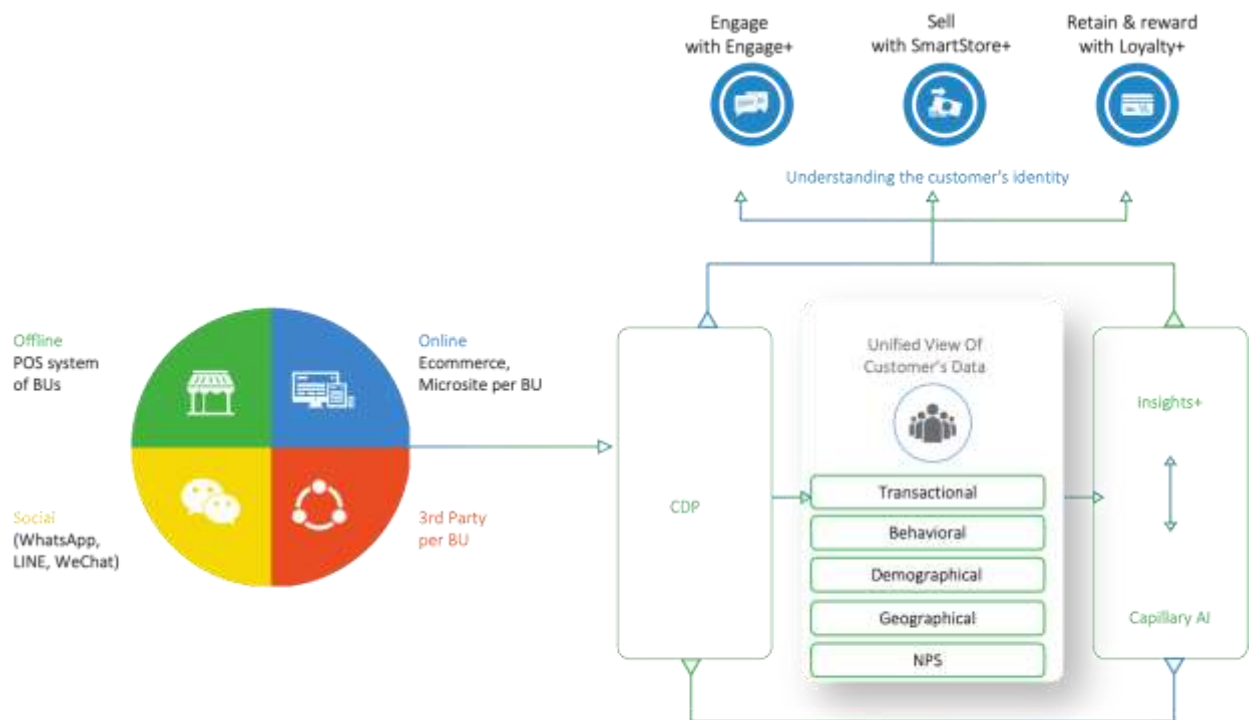 Engage
with Engage+
Sell
with SmartStore+
Retain & reward
with Loyalty+
Understanding the customer's identity
Offline
POS system
of BUs
Online
Ecommerce,
Microsite per BU
Social
(WhatsApp,
LINE, WeChat)
3rd Party
per BU
CDP
Unified View Of
Customer's Data
Transactional
Behavioral
Demographical
Geographical
NPS
Insights+
Capillary AI